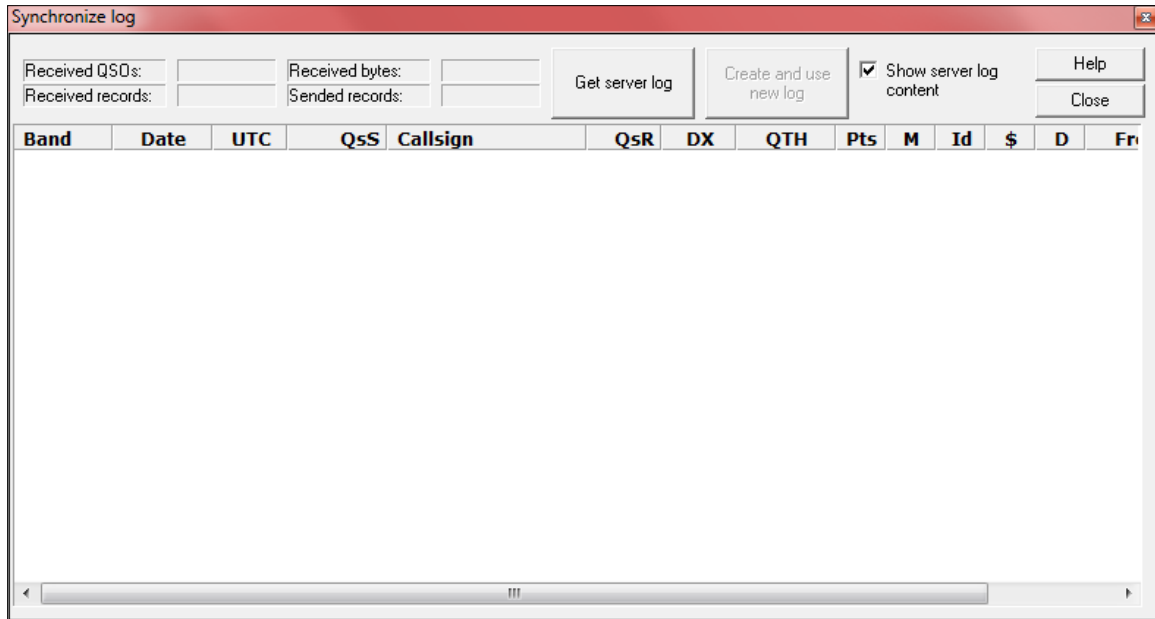 Synchronize log
Received QSOs:
Received bytes:
Received records:
Sended records:
Get server log
Create and use
new log
Show server log
content
Help
Close
Band Date UTC QsS Callsign QsR DX QTH Pts M Id $ D Fr